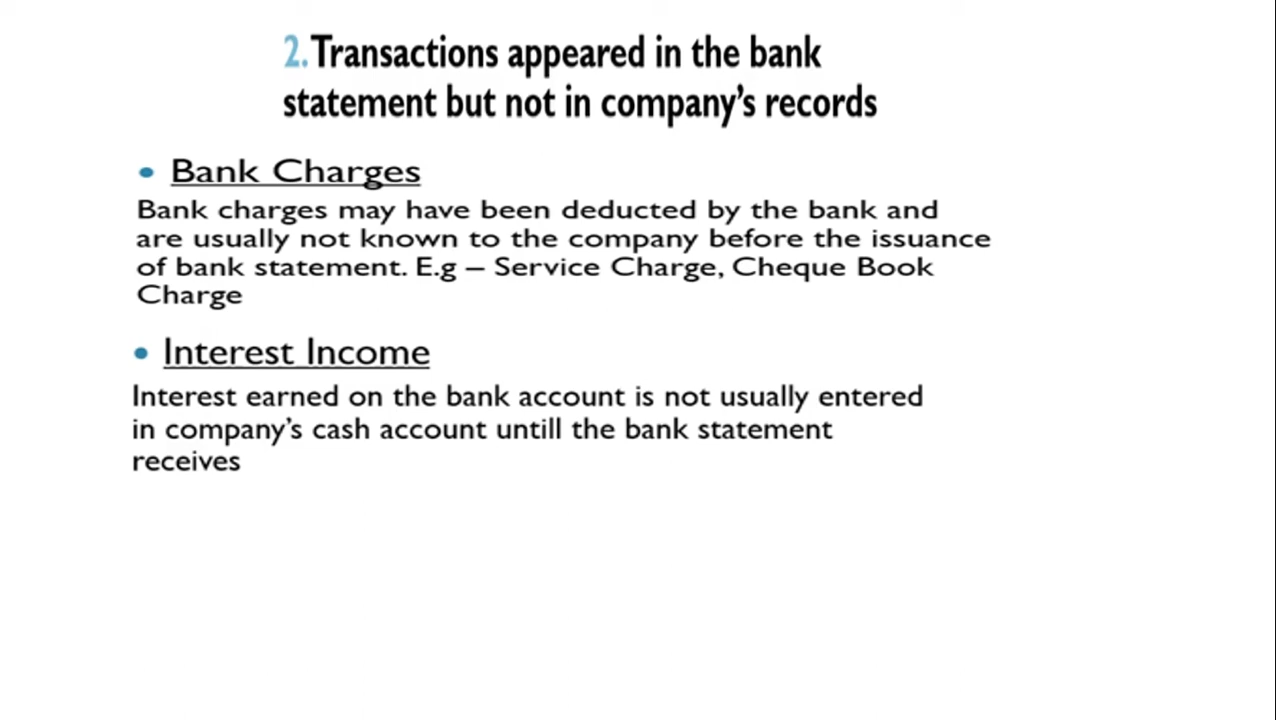 2.Transactions appeared in the bank
statement but not in company's records
• Bank Charges
Bank charges may have been deducted by the bank and
are usually not known to the company before the issuance
of bank statement. E.g – Service Charge, Cheque Book
Charge
• Interest Income
Interest earned on the bank account is not usually entered
in company's cash account untill the bank statement
receives